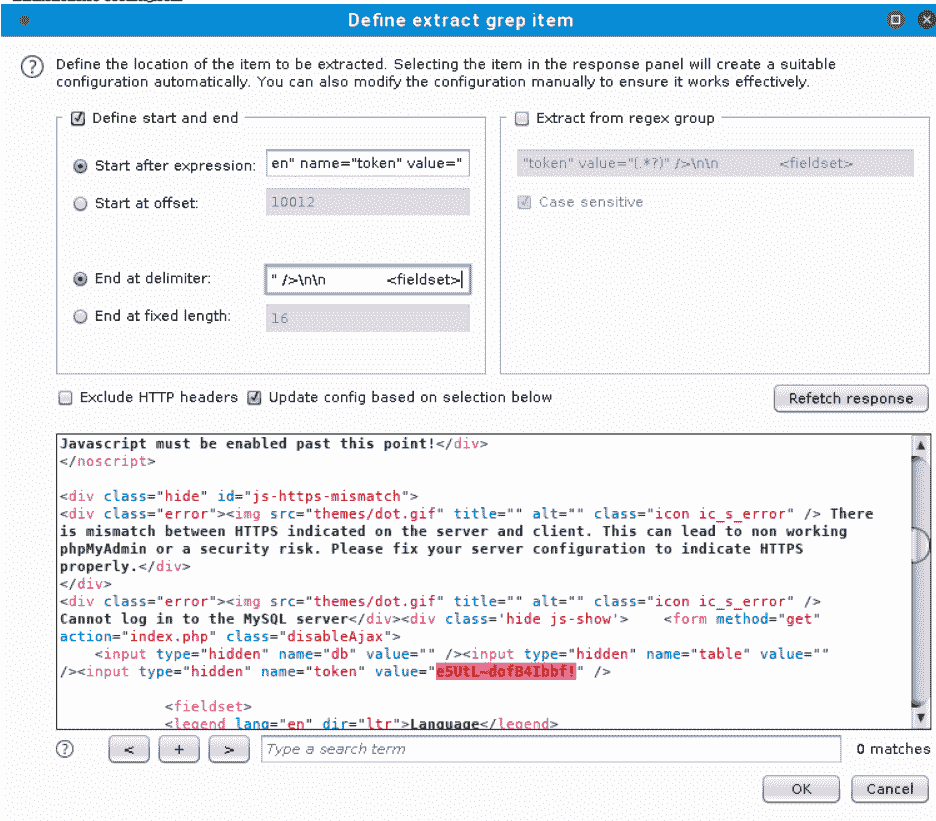 Define extract grep item
Define the location of the item to be extracted. Selecting the item in the response panel will create a suitable
configuration automatically. You can also modify the configuration manually to ensure it works effectively.
Define start and end
Extract from regex group
Start after expression: en" name="token" value="
"token" value="(.*?)" />\n\n <fieldset>
Start at offset: 10012
Case sensitive
End at delimiter: " />\n\n <fieldset>
End at fixed length: 16
Exclude HTTP headers Update config based on selection below
Refetch response
Javascript must be enabled past this point!</div>
</noscript>
<div class="hide" id="js-https-mismatch">
<div class="error"><img src="themes/dot.gif" title="" alt="" class="icon ic_s_error" /> There
is mismatch between HTTPS indicated on the server and client. This can lead to non working
phpMyAdmin or a security risk. Please fix your server configuration to indicate HTTPS
properly.</div>
</div>
<div class="error"><img src="themes/dot.gif" title="" alt="" class="icon ic_s_error" />
Cannot log in to the MySQL server</div><div class='hide js-show'> <form method="get"
action="index.php" class="disableAjax">
<input type="hidden" name="db" value="" /><input type="hidden" name="table" value=""
/><input type="hidden" name="token" value="e5UtL~dofB4Ibbf!" />
<fieldset>
<legend lang="en" dir="ltr">Language</legend>
< + > Type a search term 0 matches
OK Cancel